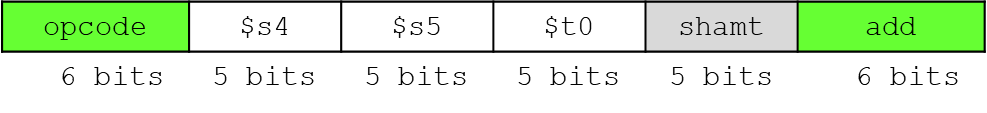 opcode $s4 $s5 $t0 shamt add
6 bits 5 bits 5 bits 5 bits 5 bits 6 bits